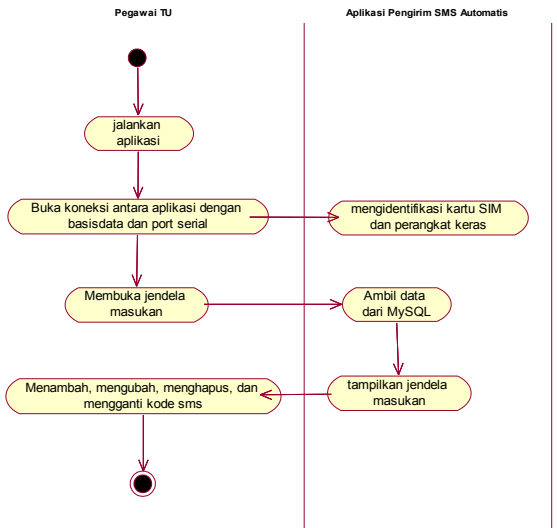 Pegawai TU
Aplikasi Pengirim SMS Automatis
jalankan
aplikasi
Buka koneksi antara aplikasi dengan
basisdata dan port serial
mengidentifikasi kartu SIM
dan perangkat keras
Membuka jendela
masukan
Ambil data
dari MySQL
Menambah, mengubah, menghapus, dan
mengganti kode sms
tampilkan jendela
masukan